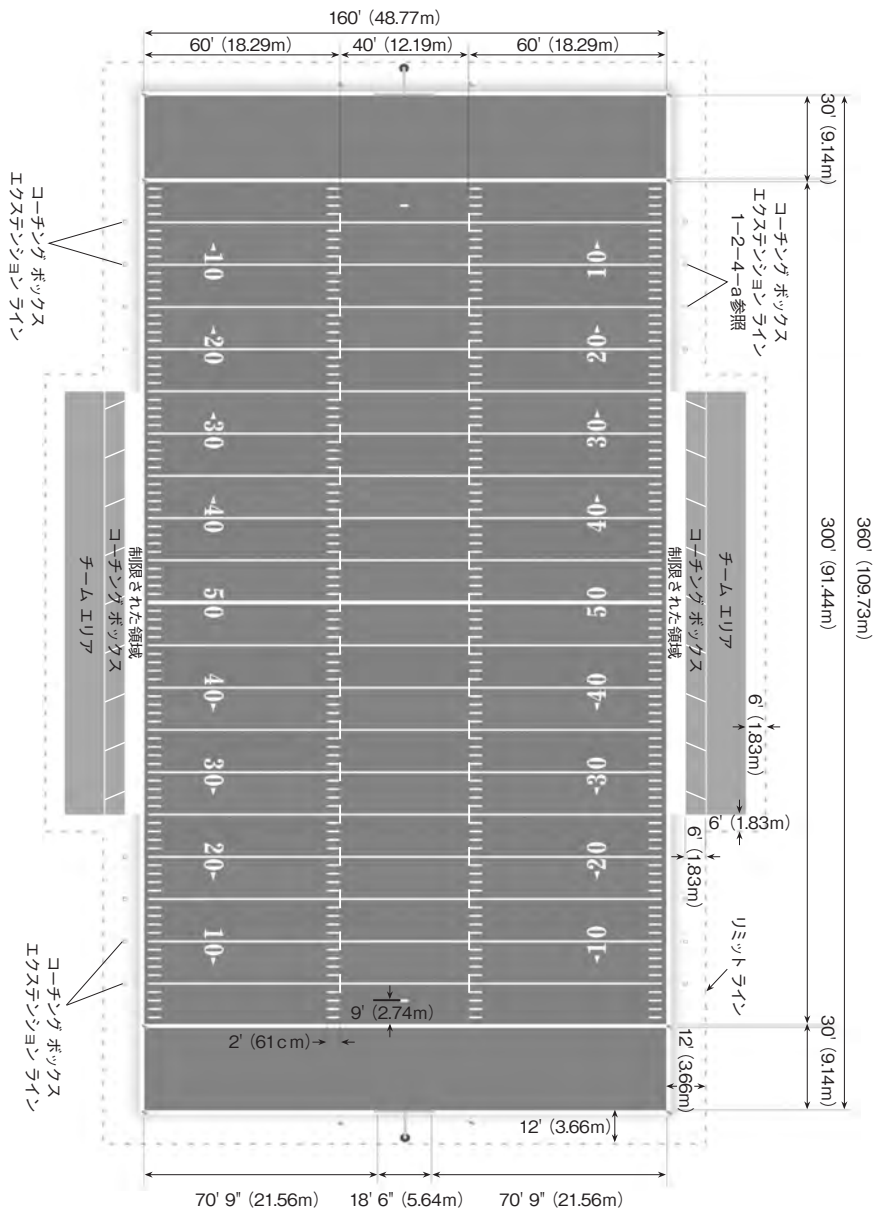 160' (48.77m)
60' (18.29m)
40' (12.19m)
60' (18.29m)
30' (9.14m)
360' (109.73m)
300' (91.44m)
30' (9.14m)
コーチング ボックス
エクステンション ライン
コーチング ボックス
エクステンション ライン
1-2-4-a参照
10
20
30
40
50
40
30
20
10
10
20
30
40
50
40
30
20
10
制限された領域
コーチング ボックス
チーム エリア
制限された領域
コーチング ボックス
チーム エリア
6' (1.83m)
6' (1.83m)
6' (1.83m)
リミット ライン
コーチング ボックス
エクステンション ライン
9' (2.74m)
2' (61cm)
12' (3.66m)
12' (3.66m)
70' 9" (21.56m)
18' 6" (5.64m)
70' 9" (21.56m)